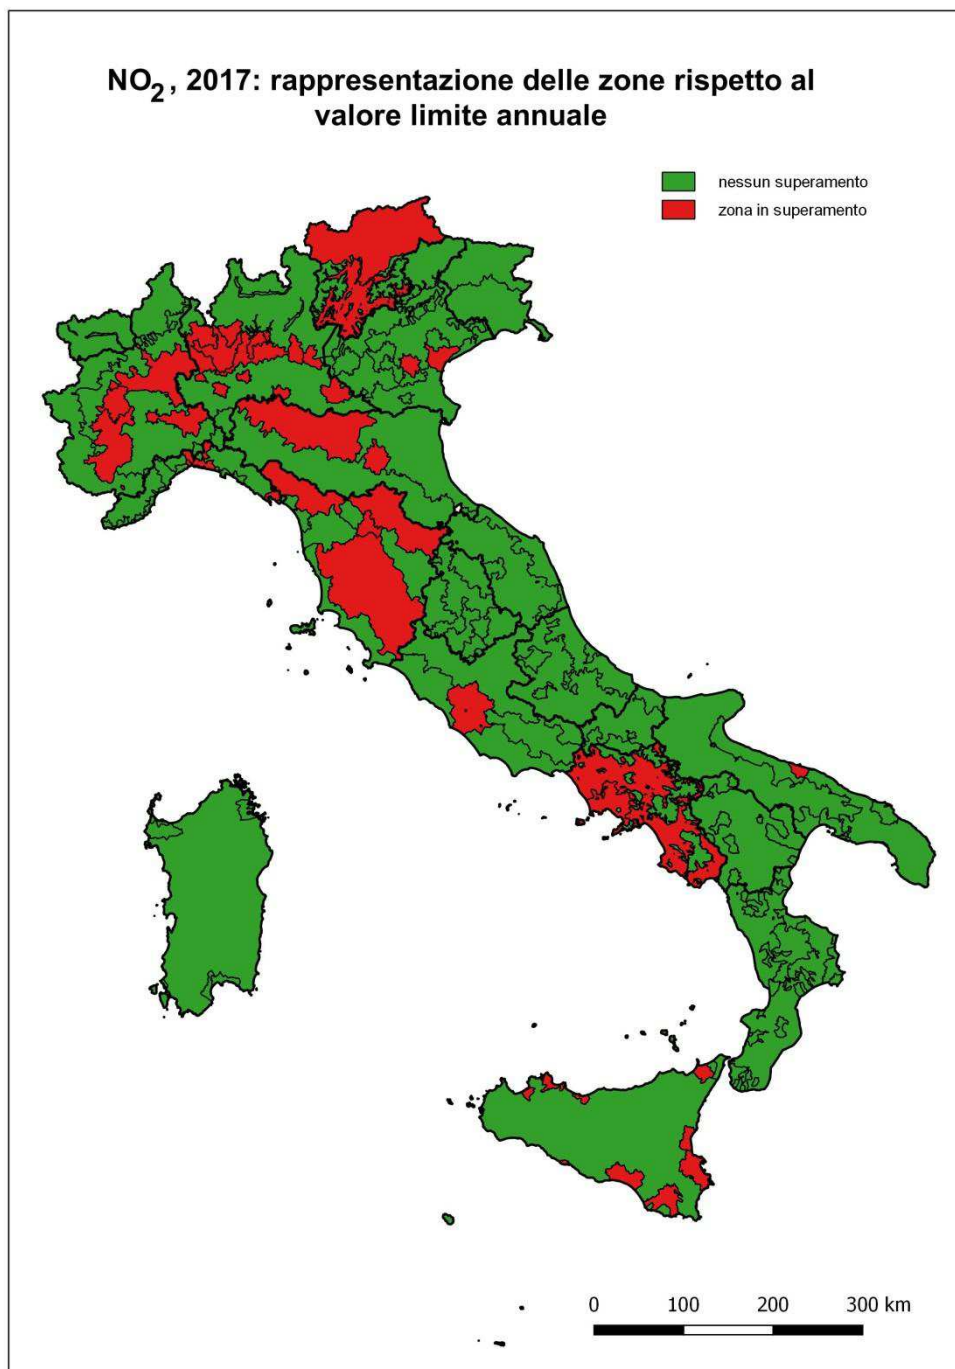 NO2, 2017: rappresentazione delle zone rispetto al
valore limite annuale
nessun superamento
zona in superamento
0 100 200 300 km